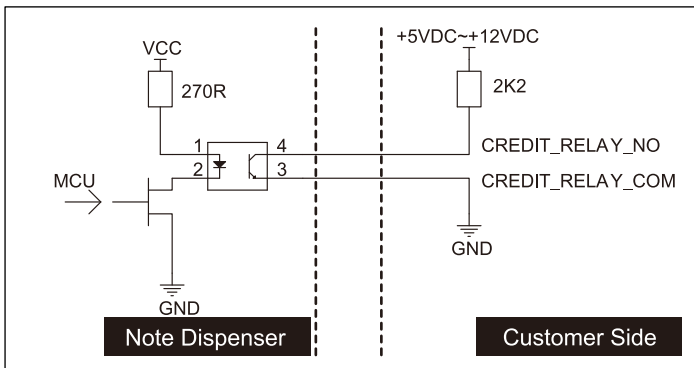 VCC
+5VDC~+12VDC
270R
2K2
1
4
CREDIT_RELAY_NO
MCU
2
3
CREDIT_RELAY_COM
GND
GND
Note Dispenser
Customer Side